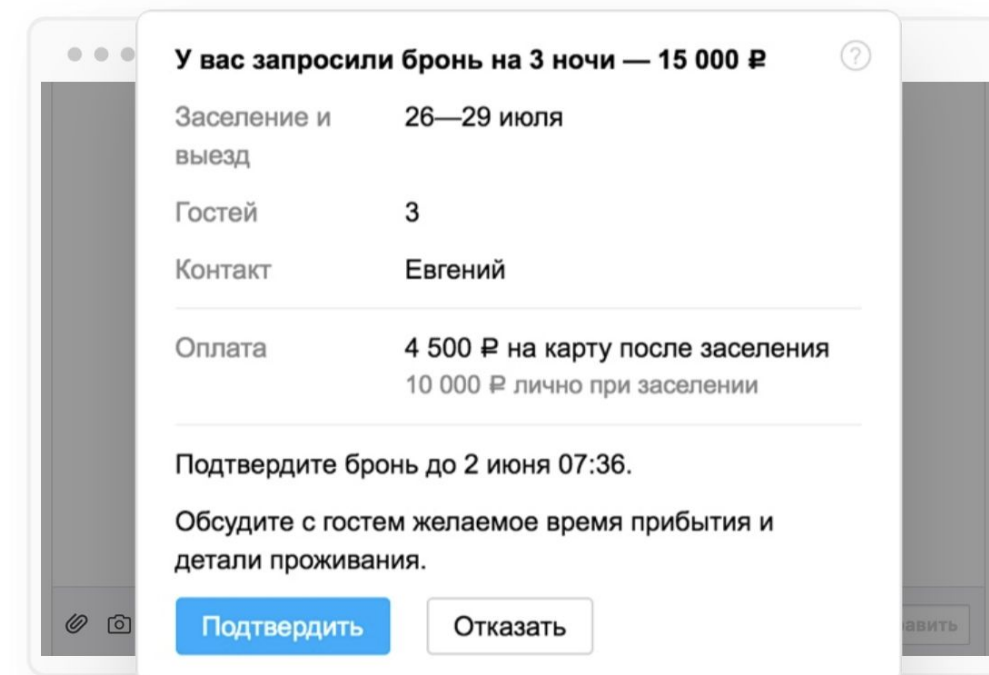 У вас запросили бронь на 3 ночи — 15 000 ₽
Заселение и
выезд
26—29 июля
Гостей
3
Контакт
Евгений
Оплата
4 500 ₽ на карту после заселения
10 000 ₽ лично при заселении
Подтвердите бронь до 2 июня 07:36.
Обсудите с гостем желаемое время прибытия и
детали проживания.
Подтвердить
Отказать